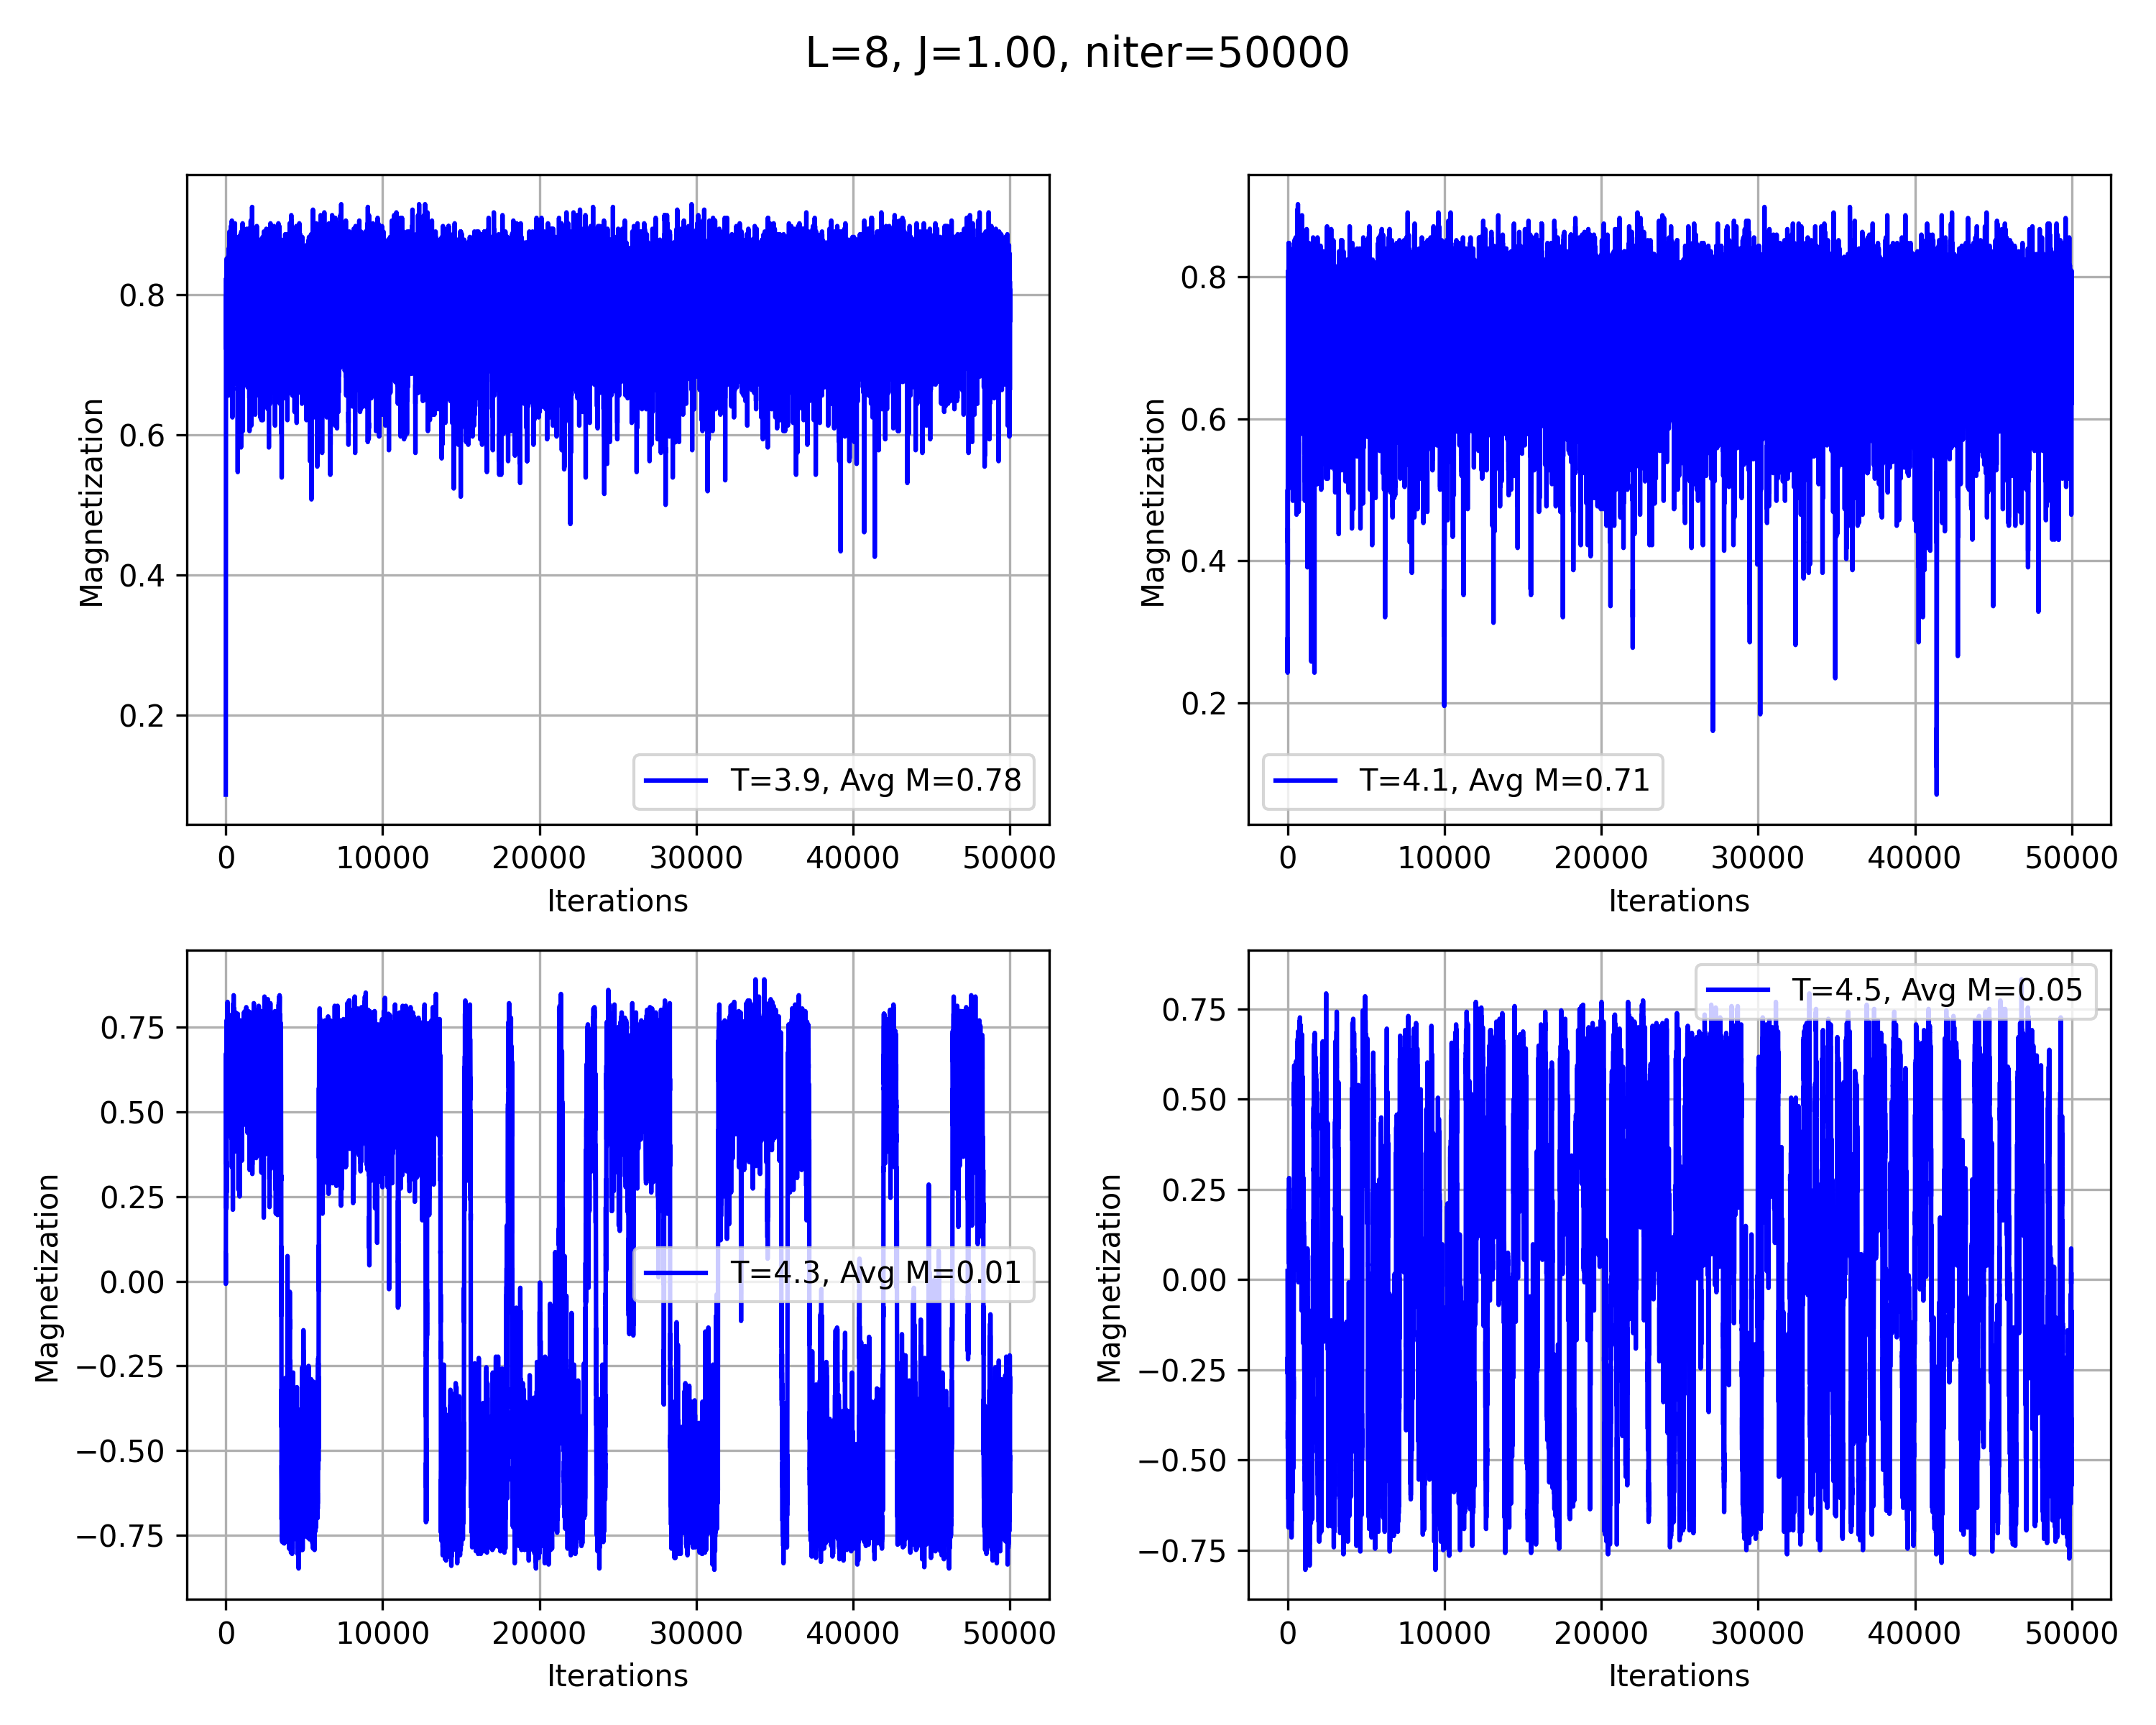 L=8, J=1.00, niter=50000
Magnetization
0.8
0.6
0.4
0.2
T=3.9, Avg M=0.78
0 10000 20000 30000 40000 50000
Iterations
Magnetization
0.8
0.6
0.4
0.2
T=4.1, Avg M=0.71
0 10000 20000 30000 40000 50000
Iterations
Magnetization
0.75
0.50
0.25
0.00
−0.25
−0.50
−0.75
T=4.3, Avg M=0.01
0 10000 20000 30000 40000 50000
Iterations
Magnetization
0.75
0.50
0.25
0.00
−0.25
−0.50
−0.75
T=4.5, Avg M=0.05
0 10000 20000 30000 40000 50000
Iterations